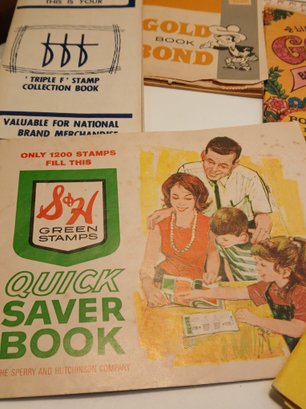 THIS IS YOUR
fff
'TRIPLE F' STAMP
COLLECTION BOOK
VALUABLE FOR NATIONAL
BRAND MERCHANDISE
GOLD
BOOK
BOND
ONLY 1200 STAMPS
FILL THIS
S&H
GREEN
STAMPS
QUICK
SAVER
BOOK
THE SPERRY AND HUTCHINSON COMPANY